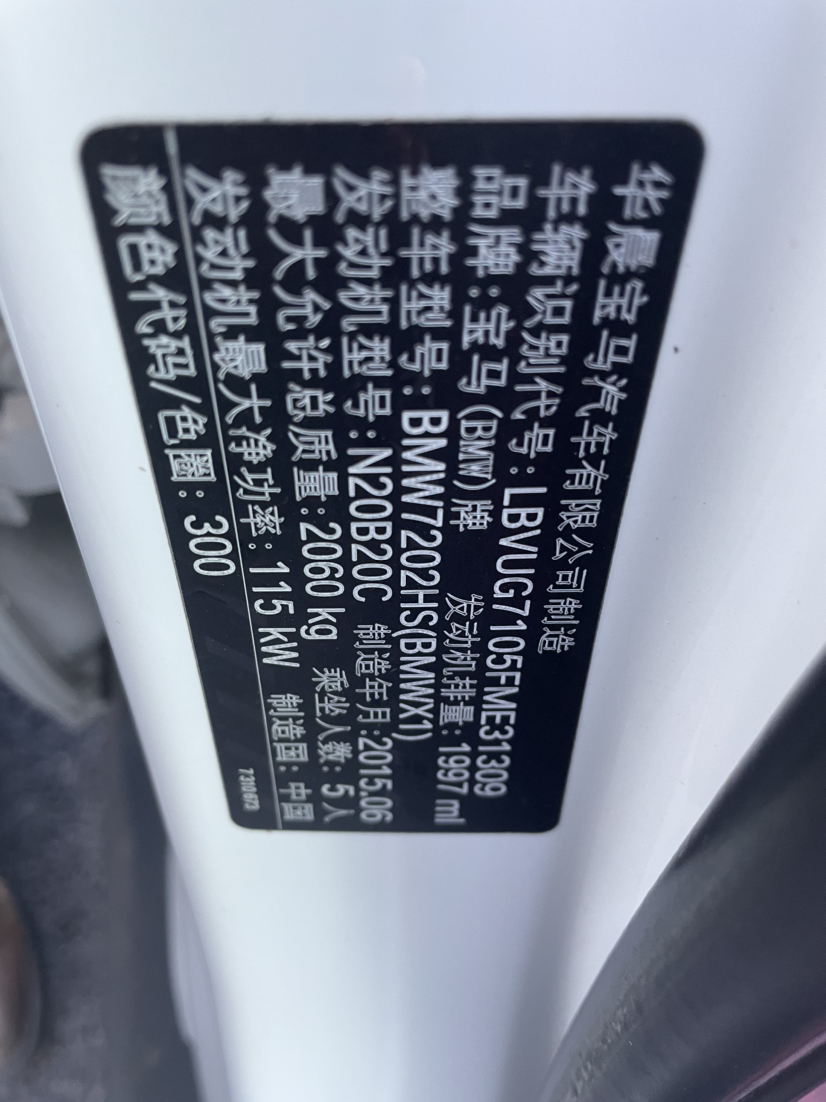 华晨宝马汽车有限公司制造
车辆识别代号:LBVUG7105FME31309
品牌:宝马(BMW)牌 发动机排量:1997 ml
整车型号:BMW7202HS(BMWX1)
发动机型号:N20B20C 制造年月:2015.06
最大允许总质量:2060 kg 乘坐人数:5人
发动机最大净功率:115 kW 制造国:中国
颜色代码/色圈:300
7310673